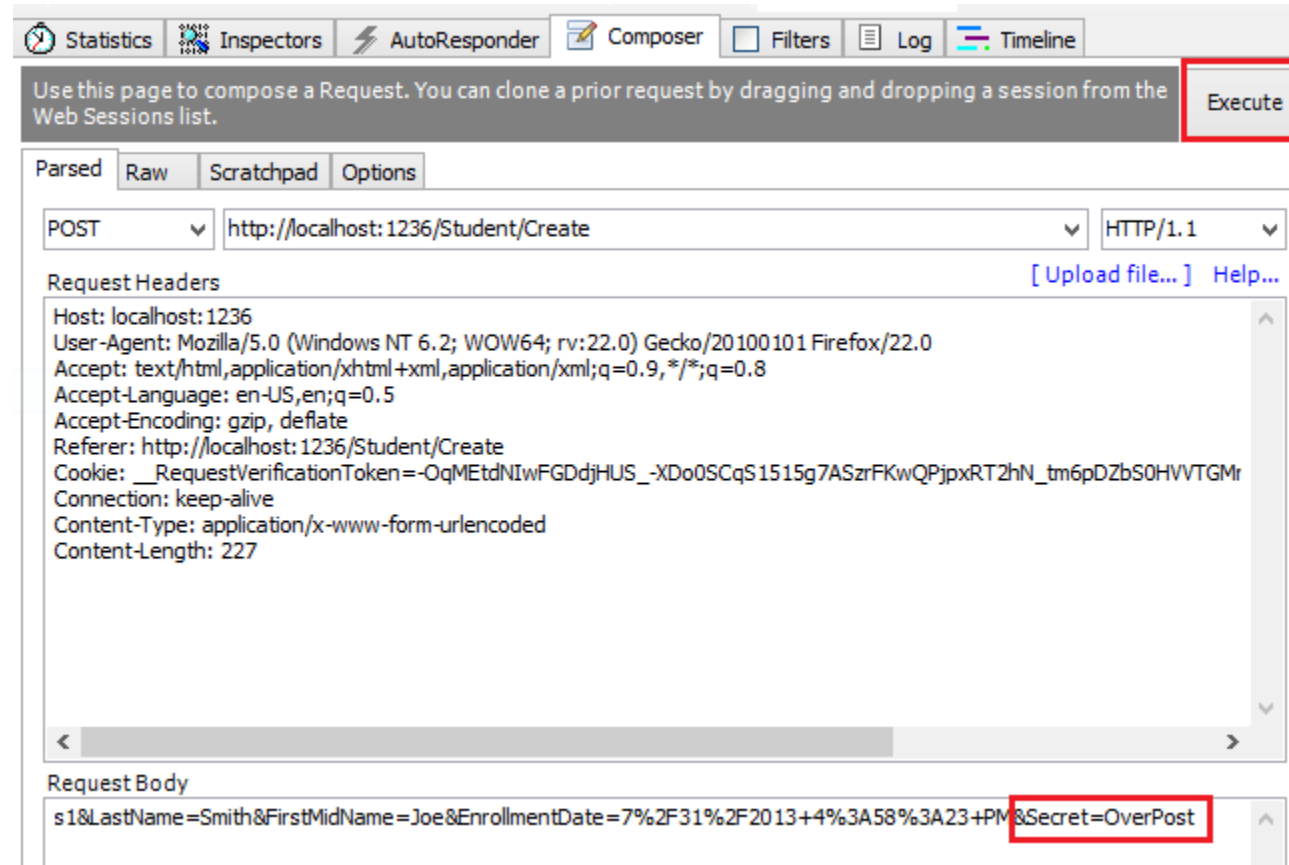 Statistics Inspectors AutoResponder Composer Filters Log Timeline
Use this page to compose a Request. You can clone a prior request by dragging and dropping a session from the
Web Sessions list.
Execute
Parsed Raw Scratchpad Options
POST http://localhost:1236/Student/Create HTTP/1.1
Request Headers [ Upload file... ] Help...
Host: localhost:1236
User-Agent: Mozilla/5.0 (Windows NT 6.2; WOW64; rv:22.0) Gecko/20100101 Firefox/22.0
Accept: text/html,application/xhtml+xml,application/xml;q=0.9,*/*;q=0.8
Accept-Language: en-US,en;q=0.5
Accept-Encoding: gzip, deflate
Referer: http://localhost:1236/Student/Create
Cookie: __RequestVerificationToken=-OqMEtdNIwFGDdjHUS_-XDo0SCqS1515g7ASzrFKwQPjpxRT2hN_tm6pDZbS0HVVTGMr
Connection: keep-alive
Content-Type: application/x-www-form-urlencoded
Content-Length: 227
Request Body
s1&LastName=Smith&FirstMidName=Joe&EnrollmentDate=7%2F31%2F2013+4%3A58%3A23+PM&Secret=OverPost